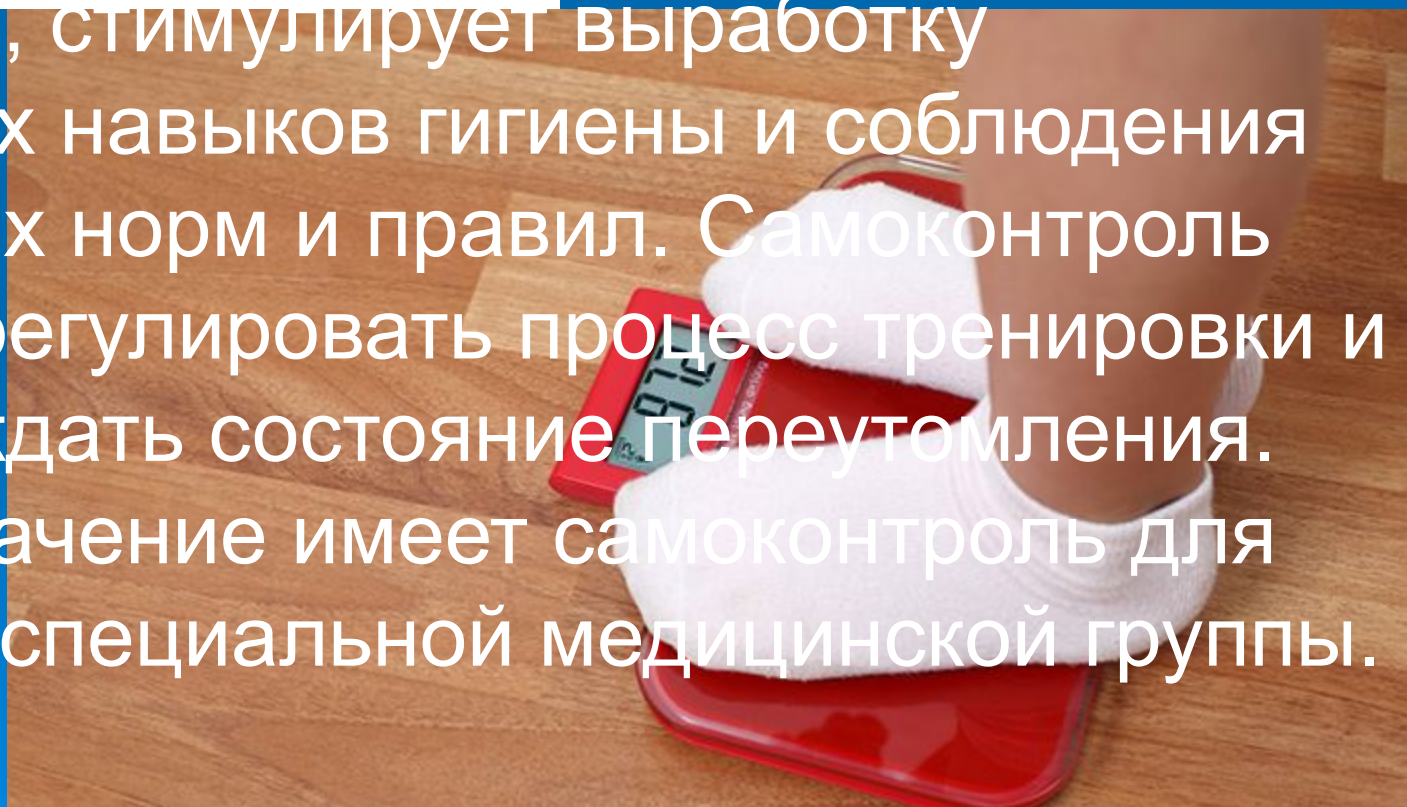 , стимулирует выработку
х навыков гигиены и соблюдения
х норм и правил. Самоконтроль
регулировать процесс тренировки и
ждать состояние переутомления.
ачение имеет самоконтроль для
специальной медицинской группы.